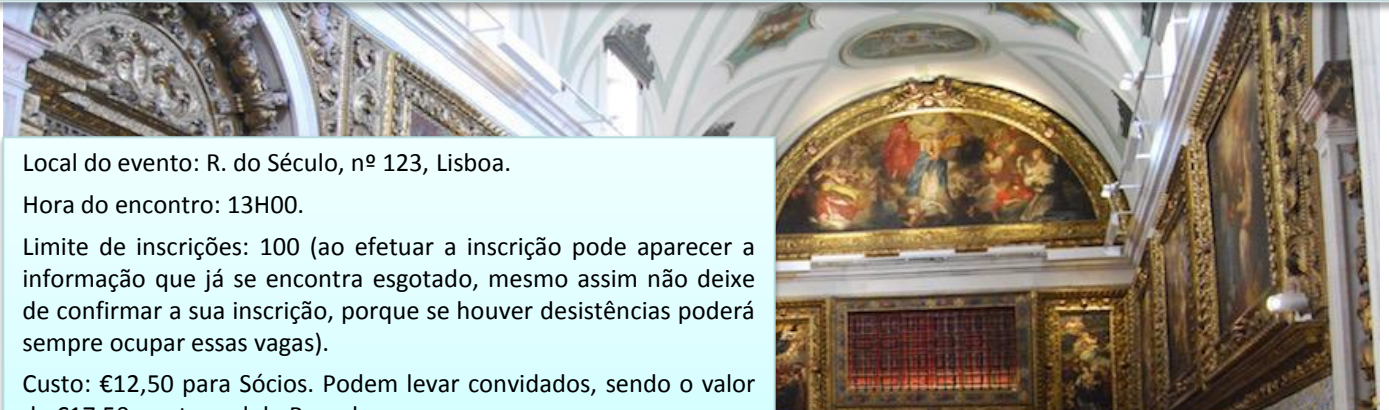 Local do evento: R. do Século, nº 123, Lisboa.
Hora do encontro: 13H00.
Limite de inscrições: 100 (ao efetuar a inscrição pode aparecer a
informação que já se encontra esgotado, mesmo assim não deixe
de confirmar a sua inscrição, porque se houver desistências poderá
sempre ocupar essas vagas).
Custo: €12,50 para Sócios. Podem levar convidados, sendo o valor